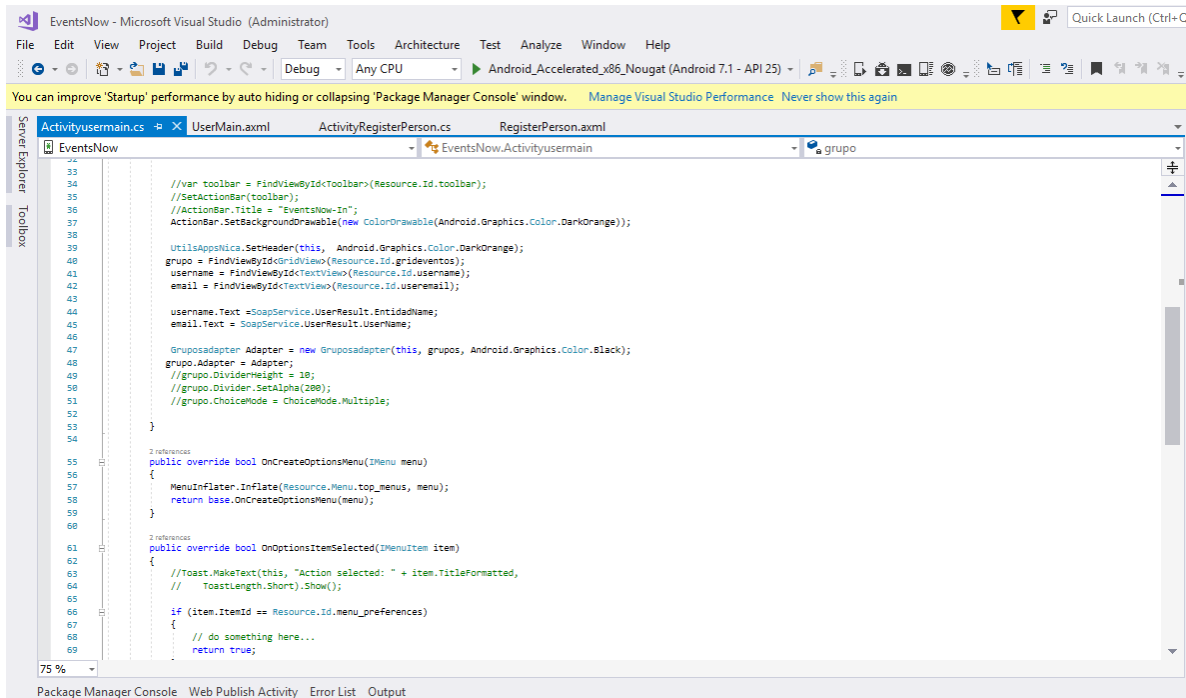 EventsNow - Microsoft Visual Studio (Administrator)
Quick Launch (Ctrl+Q
File Edit View Project Build Debug Team Tools Architecture Test Analyze Window Help
Debug Any CPU Android_Accelerated_x86_Nougat (Android 7.1 - API 25)
You can improve 'Startup' performance by auto hiding or collapsing 'Package Manager Console' window. Manage Visual Studio Performance Never show this again
Server Explorer
Toolbox
Activityusermain.cs UserMain.axml ActivityRegisterPerson.cs RegisterPerson.axml
EventsNow EventsNow.Activityusermain grupo
32
33
34 //var toolbar = FindViewById<Toolbar>(Resource.Id.toolbar);
35 //SetActionBar(toolbar);
36 //ActionBar.Title = "EventsNow-In";
37 ActionBar.SetBackgroundDrawable(new ColorDrawable(Android.Graphics.Color.DarkOrange));
38
39 UtilsAppsNica.SetHeader(this, Android.Graphics.Color.DarkOrange);
40 grupo = FindViewById<GridView>(Resource.Id.grideventos);
41 username = FindViewById<TextView>(Resource.Id.username);
42 email = FindViewById<TextView>(Resource.Id.useremail);
43
44 username.Text =SoapService.UserResult.EntidadName;
45 email.Text = SoapService.UserResult.UserName;
46
47 Gruposadapter Adapter = new Gruposadapter(this, grupos, Android.Graphics.Color.Black);
48 grupo.Adapter = Adapter;
49 //grupo.DividerHeight = 10;
50 //grupo.Divider.SetAlpha(200);
51 //grupo.ChoiceMode = ChoiceMode.Multiple;
52
53 }
54
2 references
55 public override bool OnCreateOptionsMenu(IMenu menu)
56 {
57 MenuInflater.Inflate(Resource.Menu.top_menus, menu);
58 return base.OnCreateOptionsMenu(menu);
59 }
60
2 references
61 public override bool OnOptionsItemSelected(IMenuItem item)
62 {
63 //Toast.MakeText(this, "Action selected: " + item.TitleFormatted,
64 // ToastLength.Short).Show();
65
66 if (item.ItemId == Resource.Id.menu_preferences)
67 {
68 // do something here...
69 return true;
75 %
Package Manager Console Web Publish Activity Error List Output